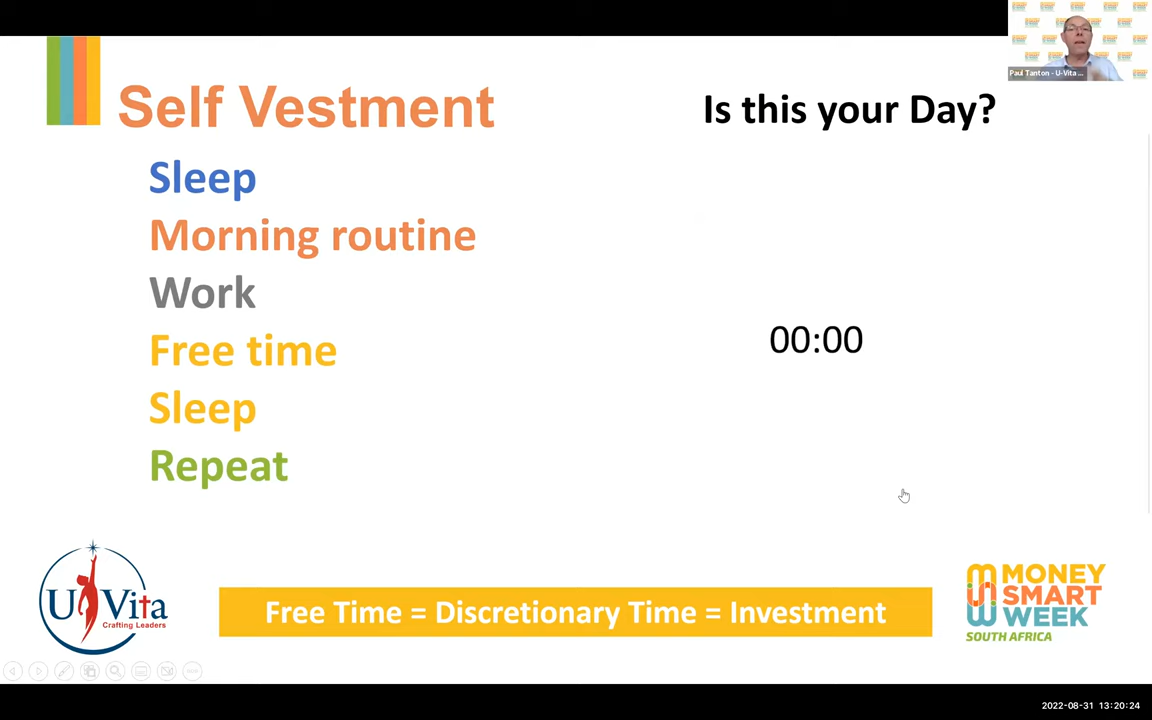 Self Vestment
Is this your Day?
Paul Tanton - U-Vita ...
Sleep
Morning routine
Work
Free time
Sleep
Repeat
00:00
U Vita
Crafting Leaders
Free Time = Discretionary Time = Investment
MONEY
SMART
WEEK
SOUTH AFRICA
2022-08-31 13:20:24